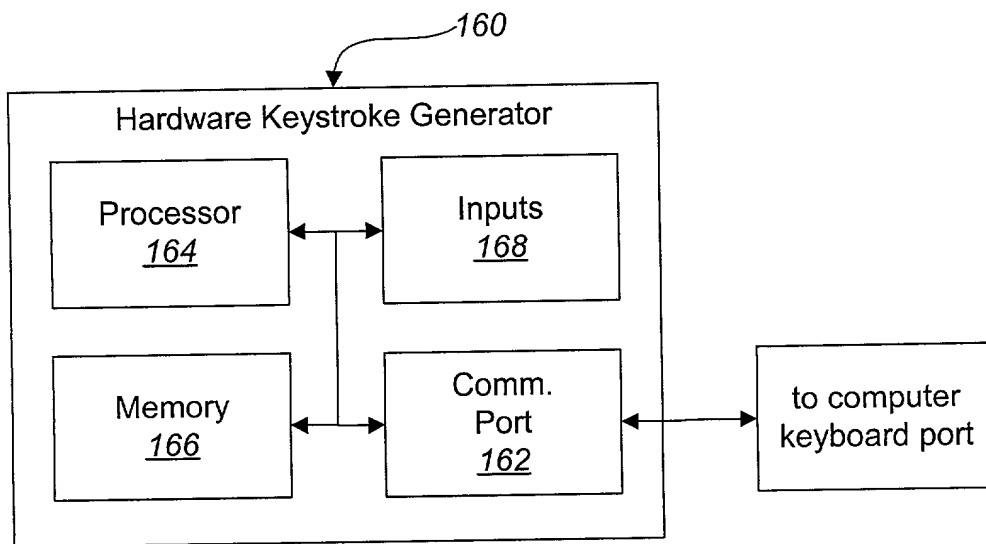 160
Hardware Keystroke Generator
Processor
164
Inputs
168
Memory
166
Comm.
Port
162
to computer
keyboard port